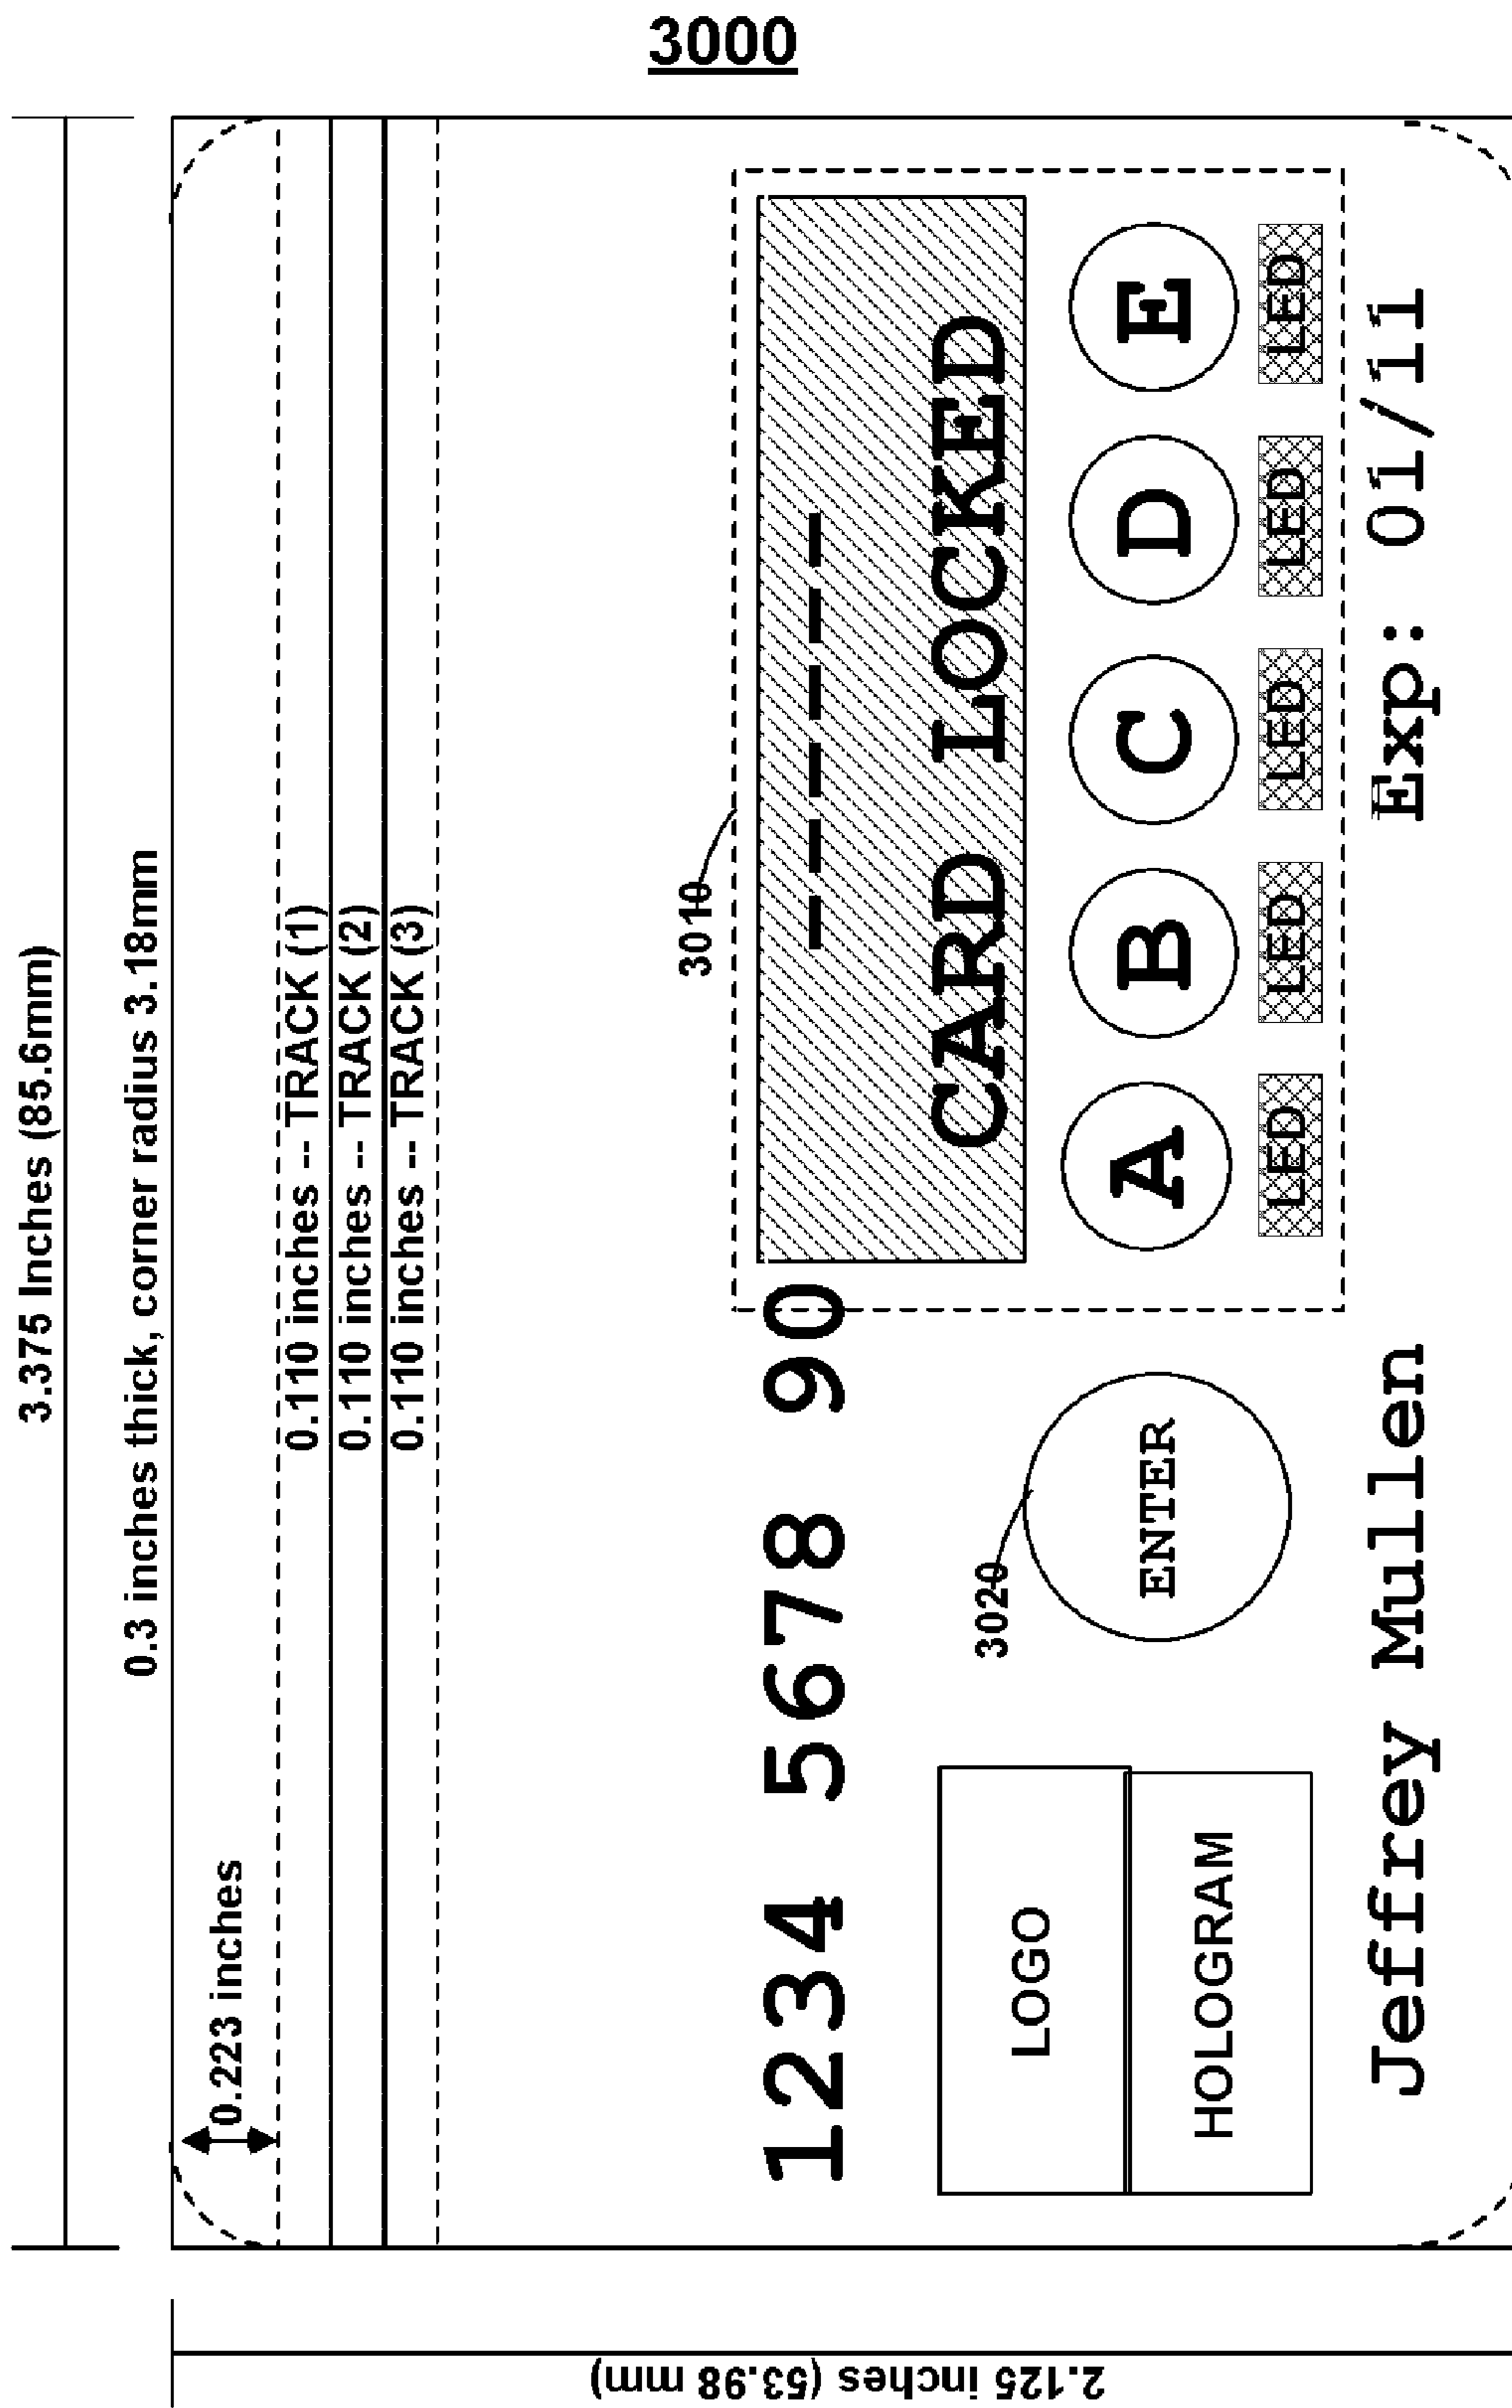 3000
3.375 Inches (85.6mm)
0.3 inches thick, corner radius 3.18mm
0.223 inches
0.110 inches -- TRACK (1)
0.110 inches -- TRACK (2)
0.110 inches -- TRACK (3)
3010
1234 5678 90
------
CARD LOCKED
3020
LOGO
HOLOGRAM
ENTER
A B C D E
LED LED LED LED LED
Jeffrey Mullen Exp: 01/11
2.125 inches (53.98 mm)